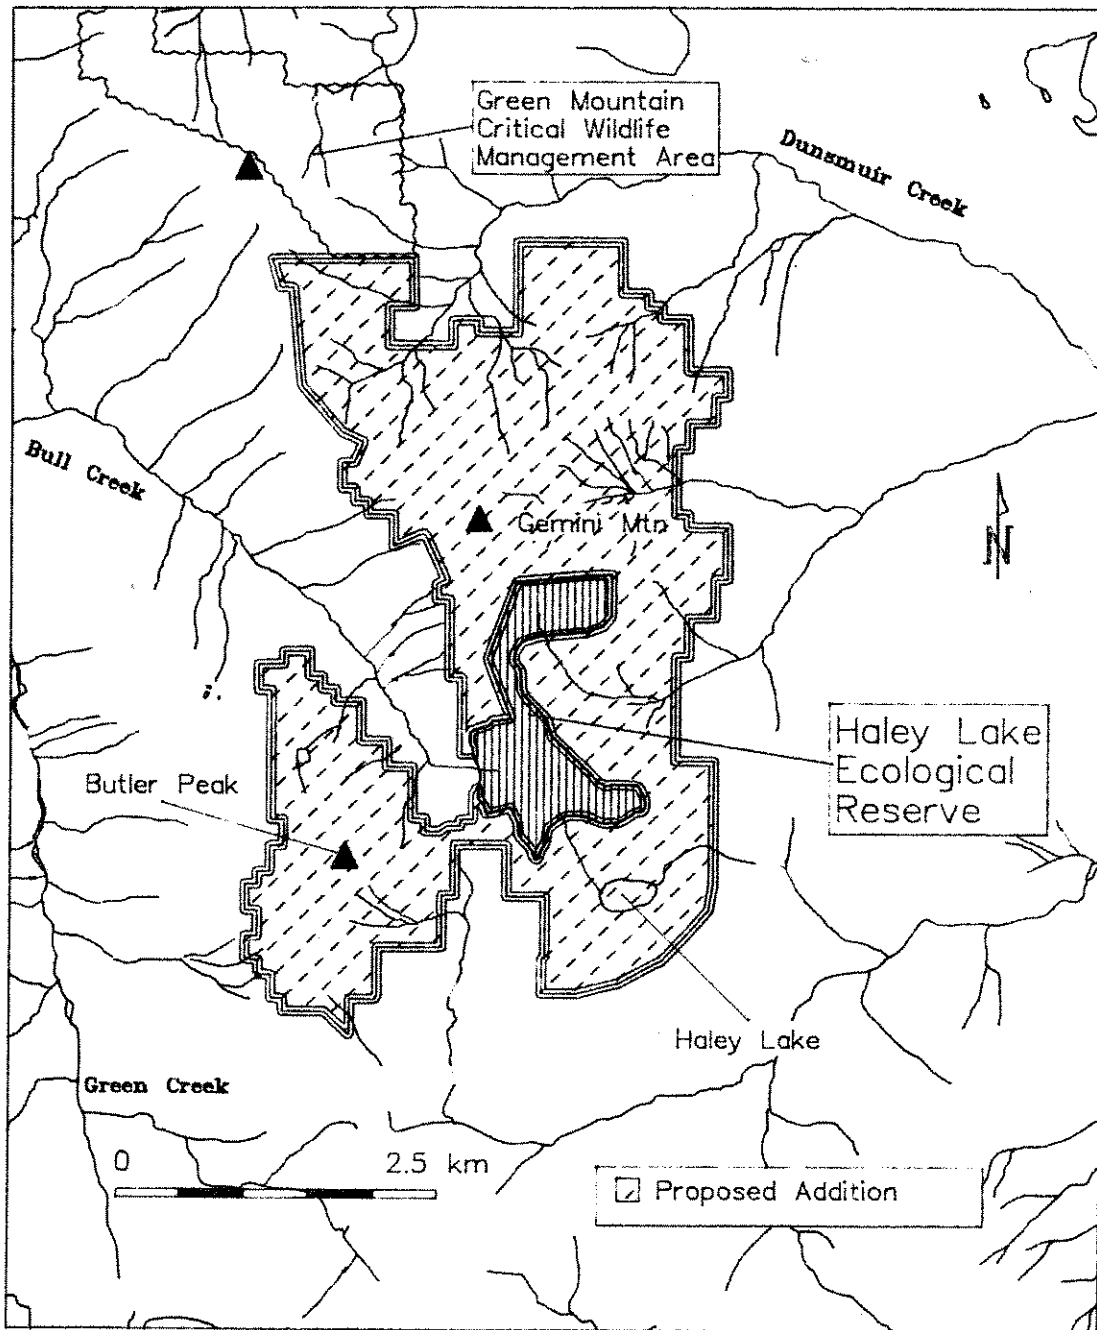 Green Mountain
Critical Wildlife
Management Area
Dunsmuir Creek
Bull Creek
Gemini Mtn
N
Haley Lake
Ecological
Reserve
Butler Peak
Haley Lake
Green Creek
0 2.5 km
Proposed Addition